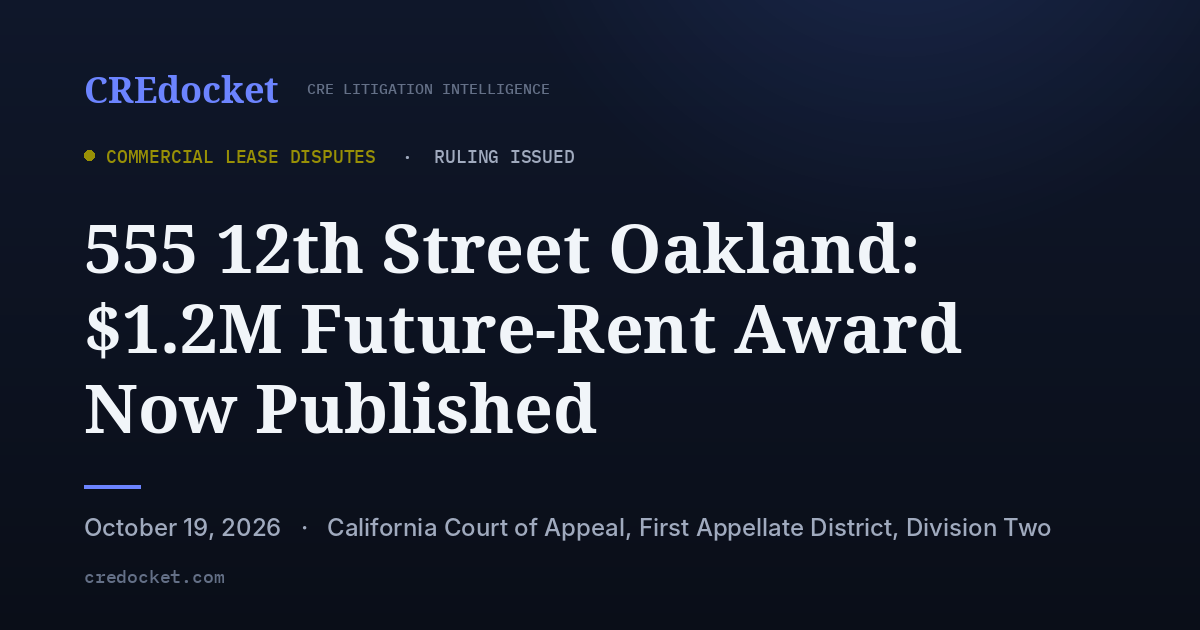 CREdocket CRE LITIGATION INTELLIGENCE
COMMERCIAL LEASE DISPUTES · RULING ISSUED
555 12th Street Oakland:
$1.2M Future-Rent Award
Now Published
October 19, 2026 · California Court of Appeal, First Appellate District, Division Two
credocket.com